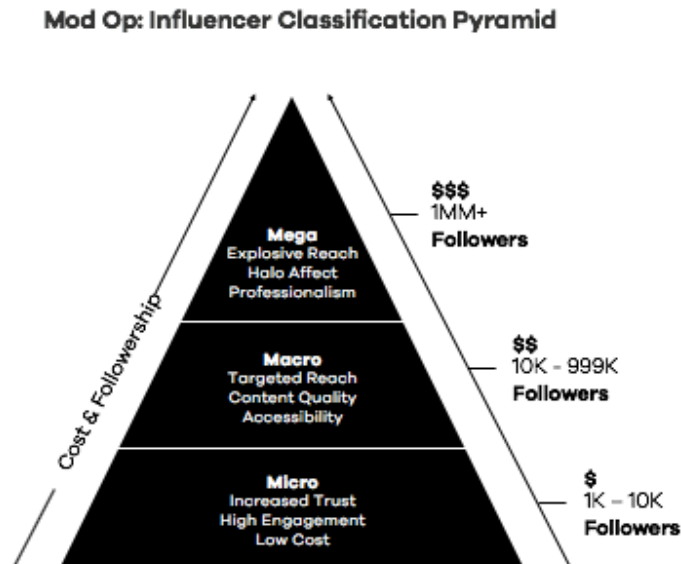 Mod Op: Influencer Classification Pyramid
$$$
1MM+
Followers
Mega
Explosive Reach
Halo Affect
Professionalism
Cost & Followership
$$
10K - 999K
Followers
Macro
Targeted Reach
Content Quality
Accessibility
$
1K – 10K
Followers
Micro
Increased Trust
High Engagement
Low Cost